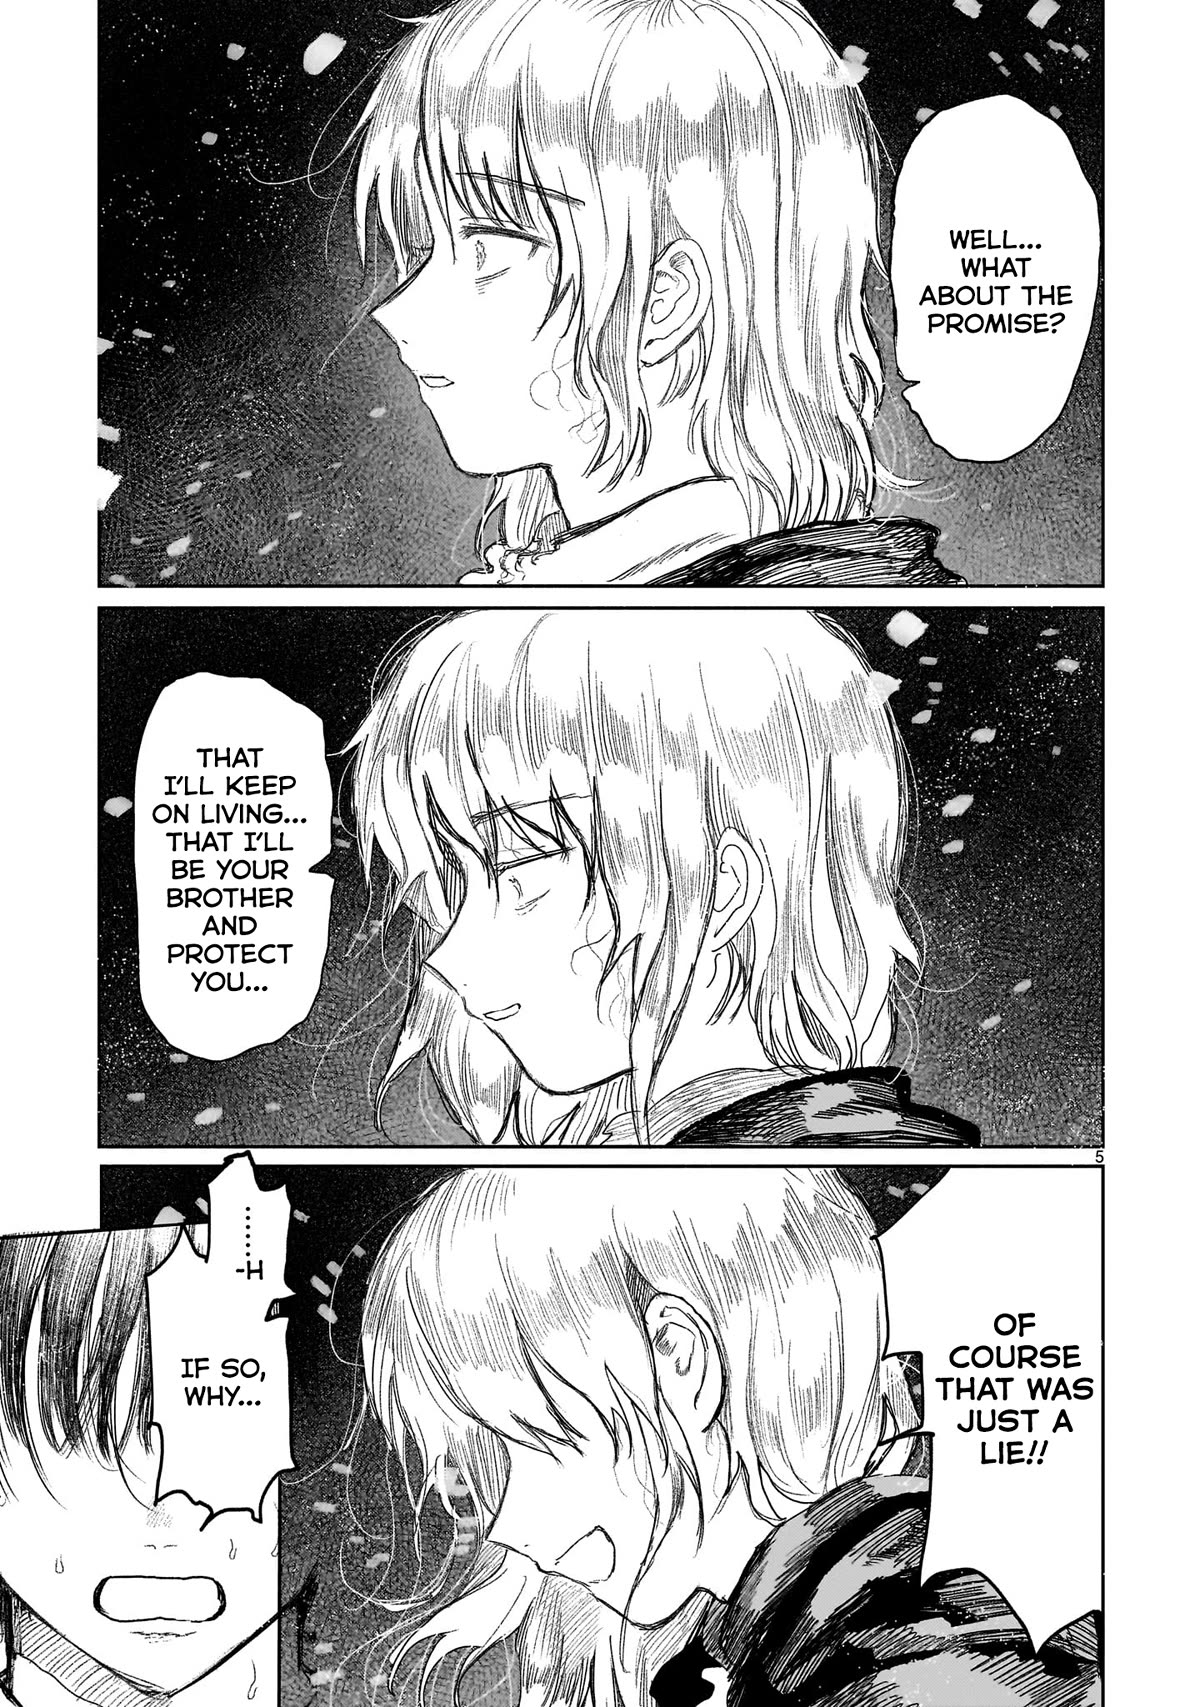 WELL...
WHAT
ABOUT THE
PROMISE?
THAT
I'LL KEEP
ON LIVING...
THAT I'LL
BE YOUR
BROTHER
AND
PROTECT
YOU...
5
OF
COURSE
THAT WAS
JUST A
LIE!!
.......
-H
IF SO,
WHY...